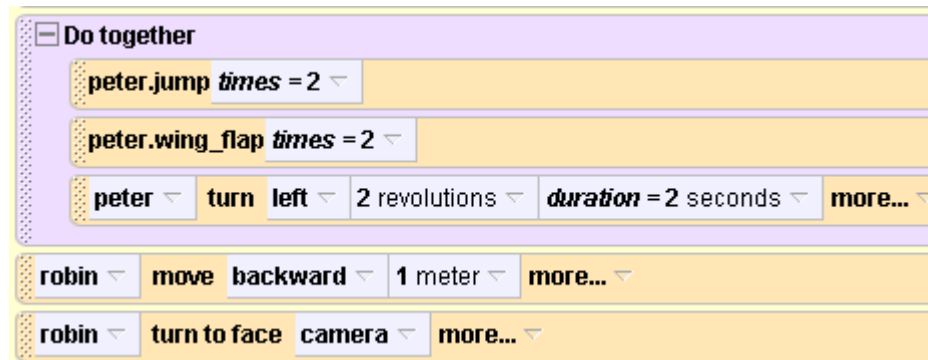 Do together
peter.jump times = 2
peter.wing_flap times = 2
peter turn left 2 revolutions duration = 2 seconds more...
robin move backward 1 meter more...
robin turn to face camera more...